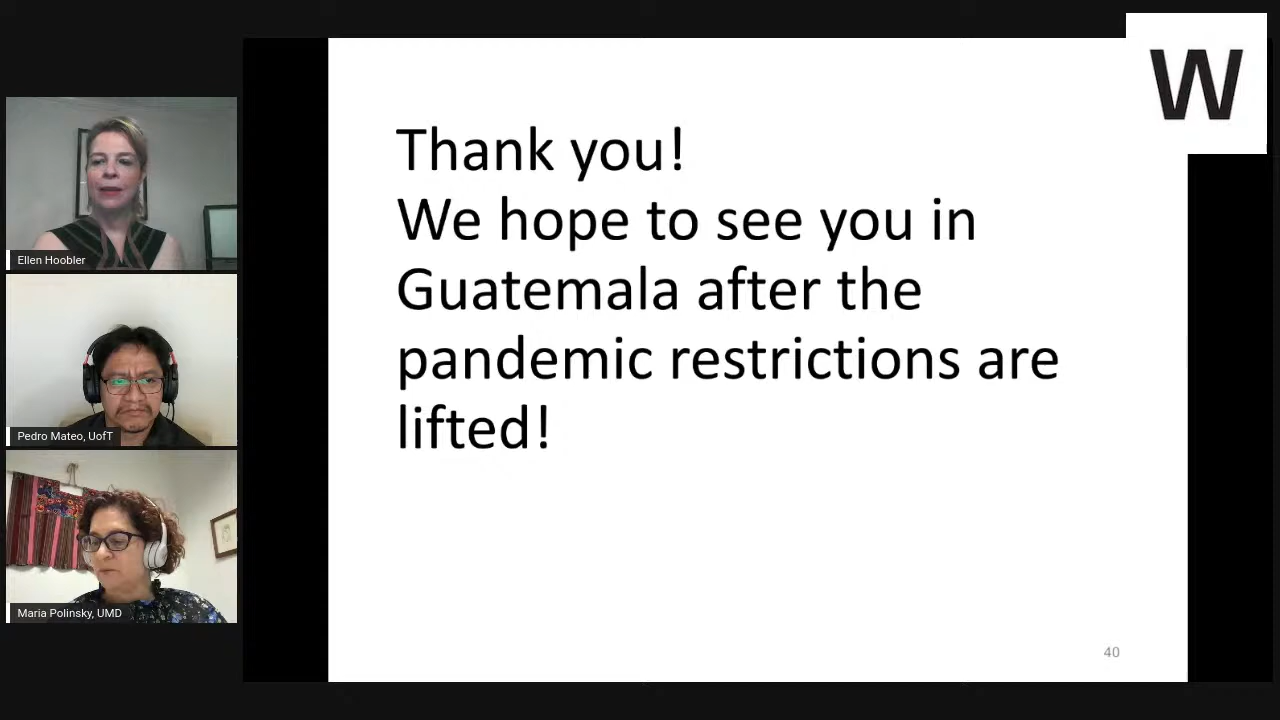 W
Thank you!
We hope to see you in
Guatemala after the
pandemic restrictions are
lifted!
40
Ellen Hoobler
Pedro Mateo, UofT
Maria Polinsky, UMD